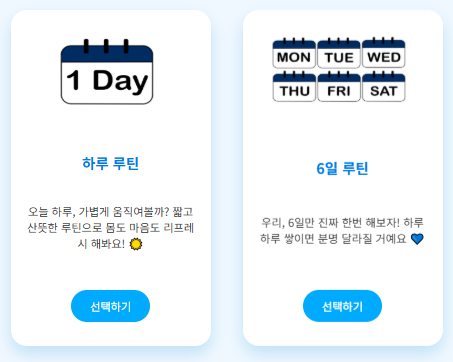 1 Day
하루 루틴
오늘 하루, 가볍게 움직여볼까? 짧고
산뜻한 루틴으로 몸도 마음도 리프레
시 해봐요! 🌞
선택하기
MON TUE WED
THU FRI SAT
6일 루틴
우리, 6일만 진짜 한번 해보자! 하루
하루 쌓이면 분명 달라질 거예요 💙
선택하기